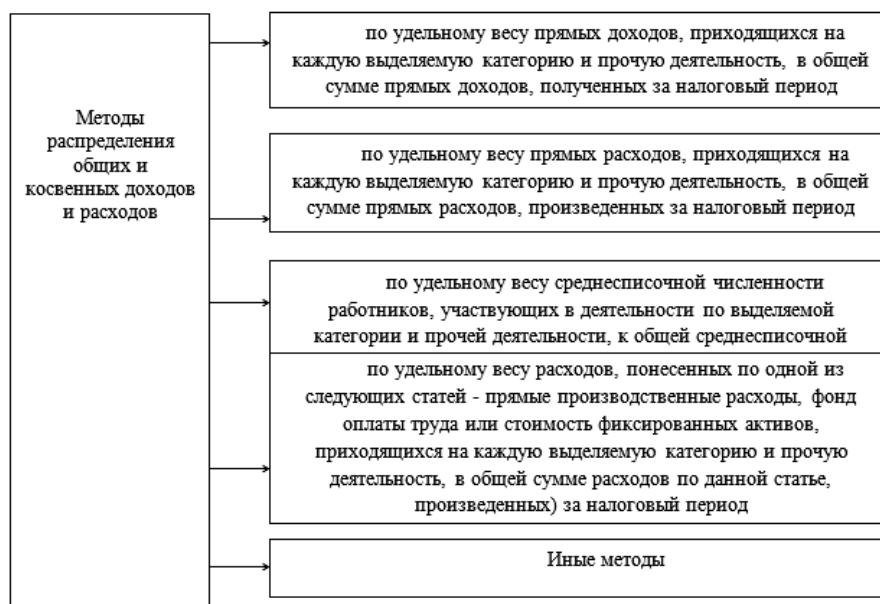 Методы
распределения
общих и
косвенных доходов
и расходов
по удельному весу прямых доходов, приходящихся на
каждую выделяемую категорию и прочую деятельность, в общей
сумме прямых доходов, полученных за налоговый период
по удельному весу прямых расходов, приходящихся на
каждую выделяемую категорию и прочую деятельность, в общей
сумме прямых расходов, произведенных за налоговый период
по удельному весу среднесписочной численности
работников, участвующих в деятельности по выделяемой
категории и прочей деятельности, к общей среднесписочной
по удельному весу расходов, понесенных по одной из
следующих статей - прямые производственные расходы, фонд
оплаты труда или стоимость фиксированных активов,
приходящихся на каждую выделяемую категорию и прочую
деятельность, в общей сумме расходов по данной статье,
произведенных) за налоговый период
Иные методы